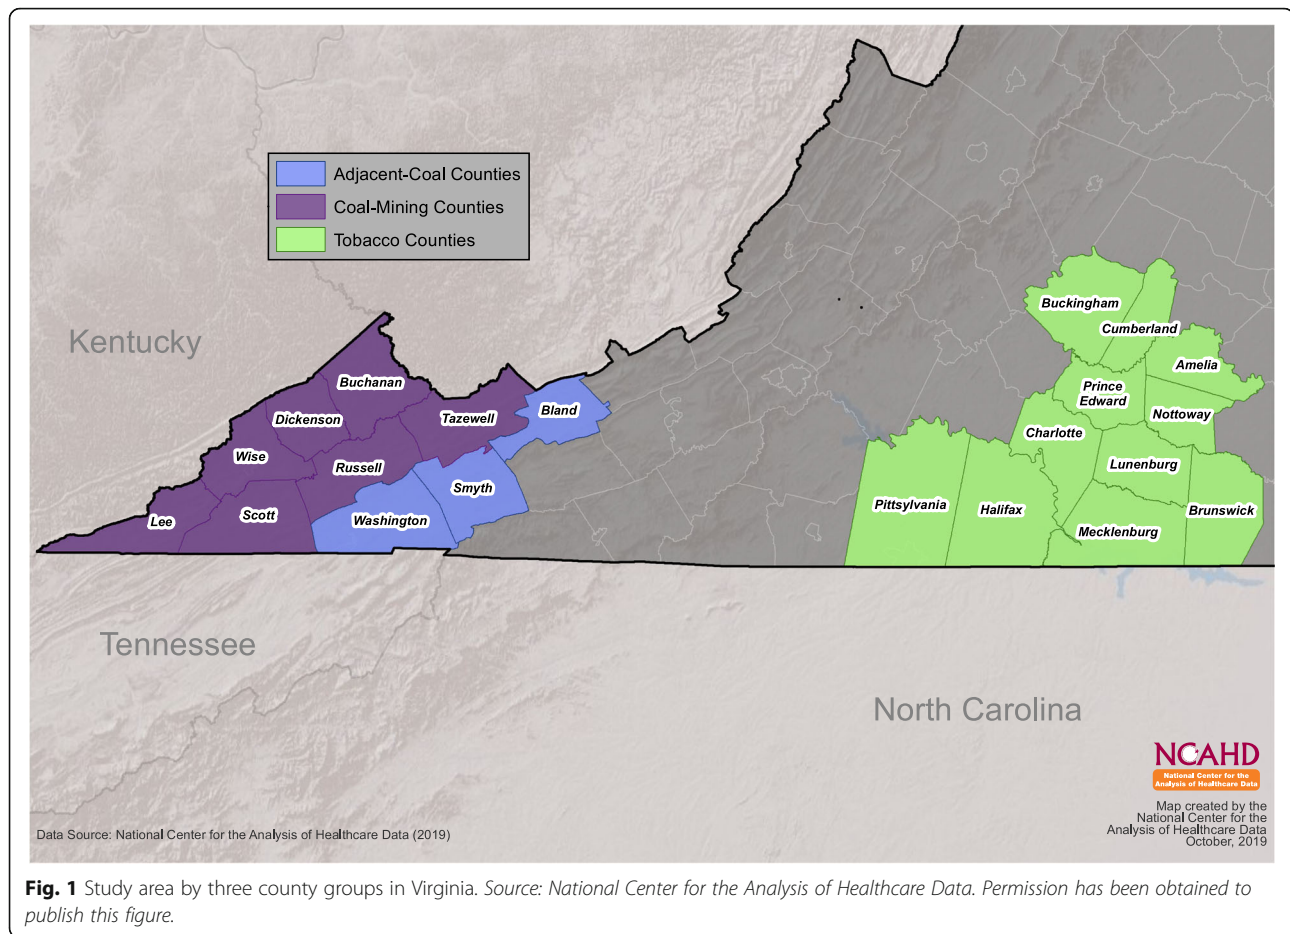 Adjacent-Coal Counties
Coal-Mining Counties
Tobacco Counties
Kentucky
Buckingham
Cumberland
Amelia
Buchanan
Prince
Edward
Dickenson
Tazewell
Bland
Nottoway
Charlotte
Wise
Russell
Lunenburg
Smyth
Pittsylvania
Halifax
Brunswick
Lee
Scott
Washington
Mecklenburg
Tennessee
North Carolina
NCAHD
National Center for the
Analysis of Healthcare Data
Map created by the
National Center for the
Analysis of Healthcare Data
October, 2019
Data Source: National Center for the Analysis of Healthcare Data (2019)
Fig. 1 Study area by three county groups in Virginia. Source: National Center for the Analysis of Healthcare Data. Permission has been obtained to
publish this figure.